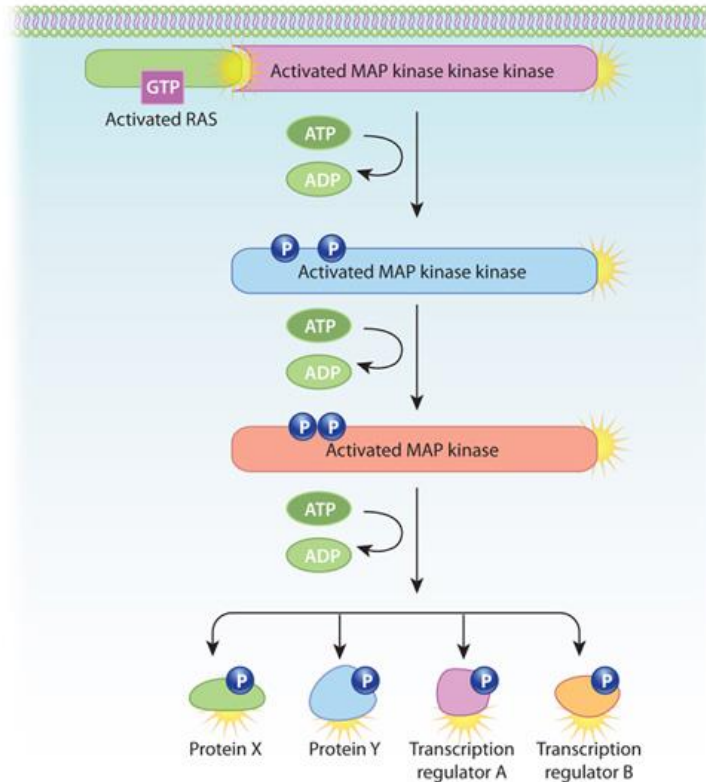 Activated MAP kinase kinase kinase
GTP
Activated RAS
ATP
ADP
P P
Activated MAP kinase kinase
ATP
ADP
P P
Activated MAP kinase
ATP
ADP
P P P P
Protein X Protein Y Transcription Transcription
regulator A regulator B